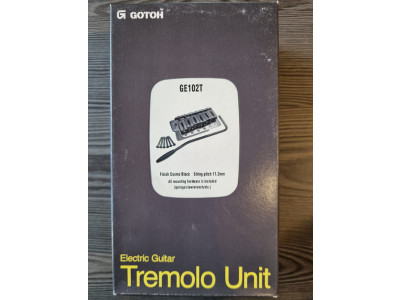 GOTOH
GE102T
Finish Cosmo Black String pitch 11.3mm
All mounting hardware is included
Electric Guitar
Tremolo Unit